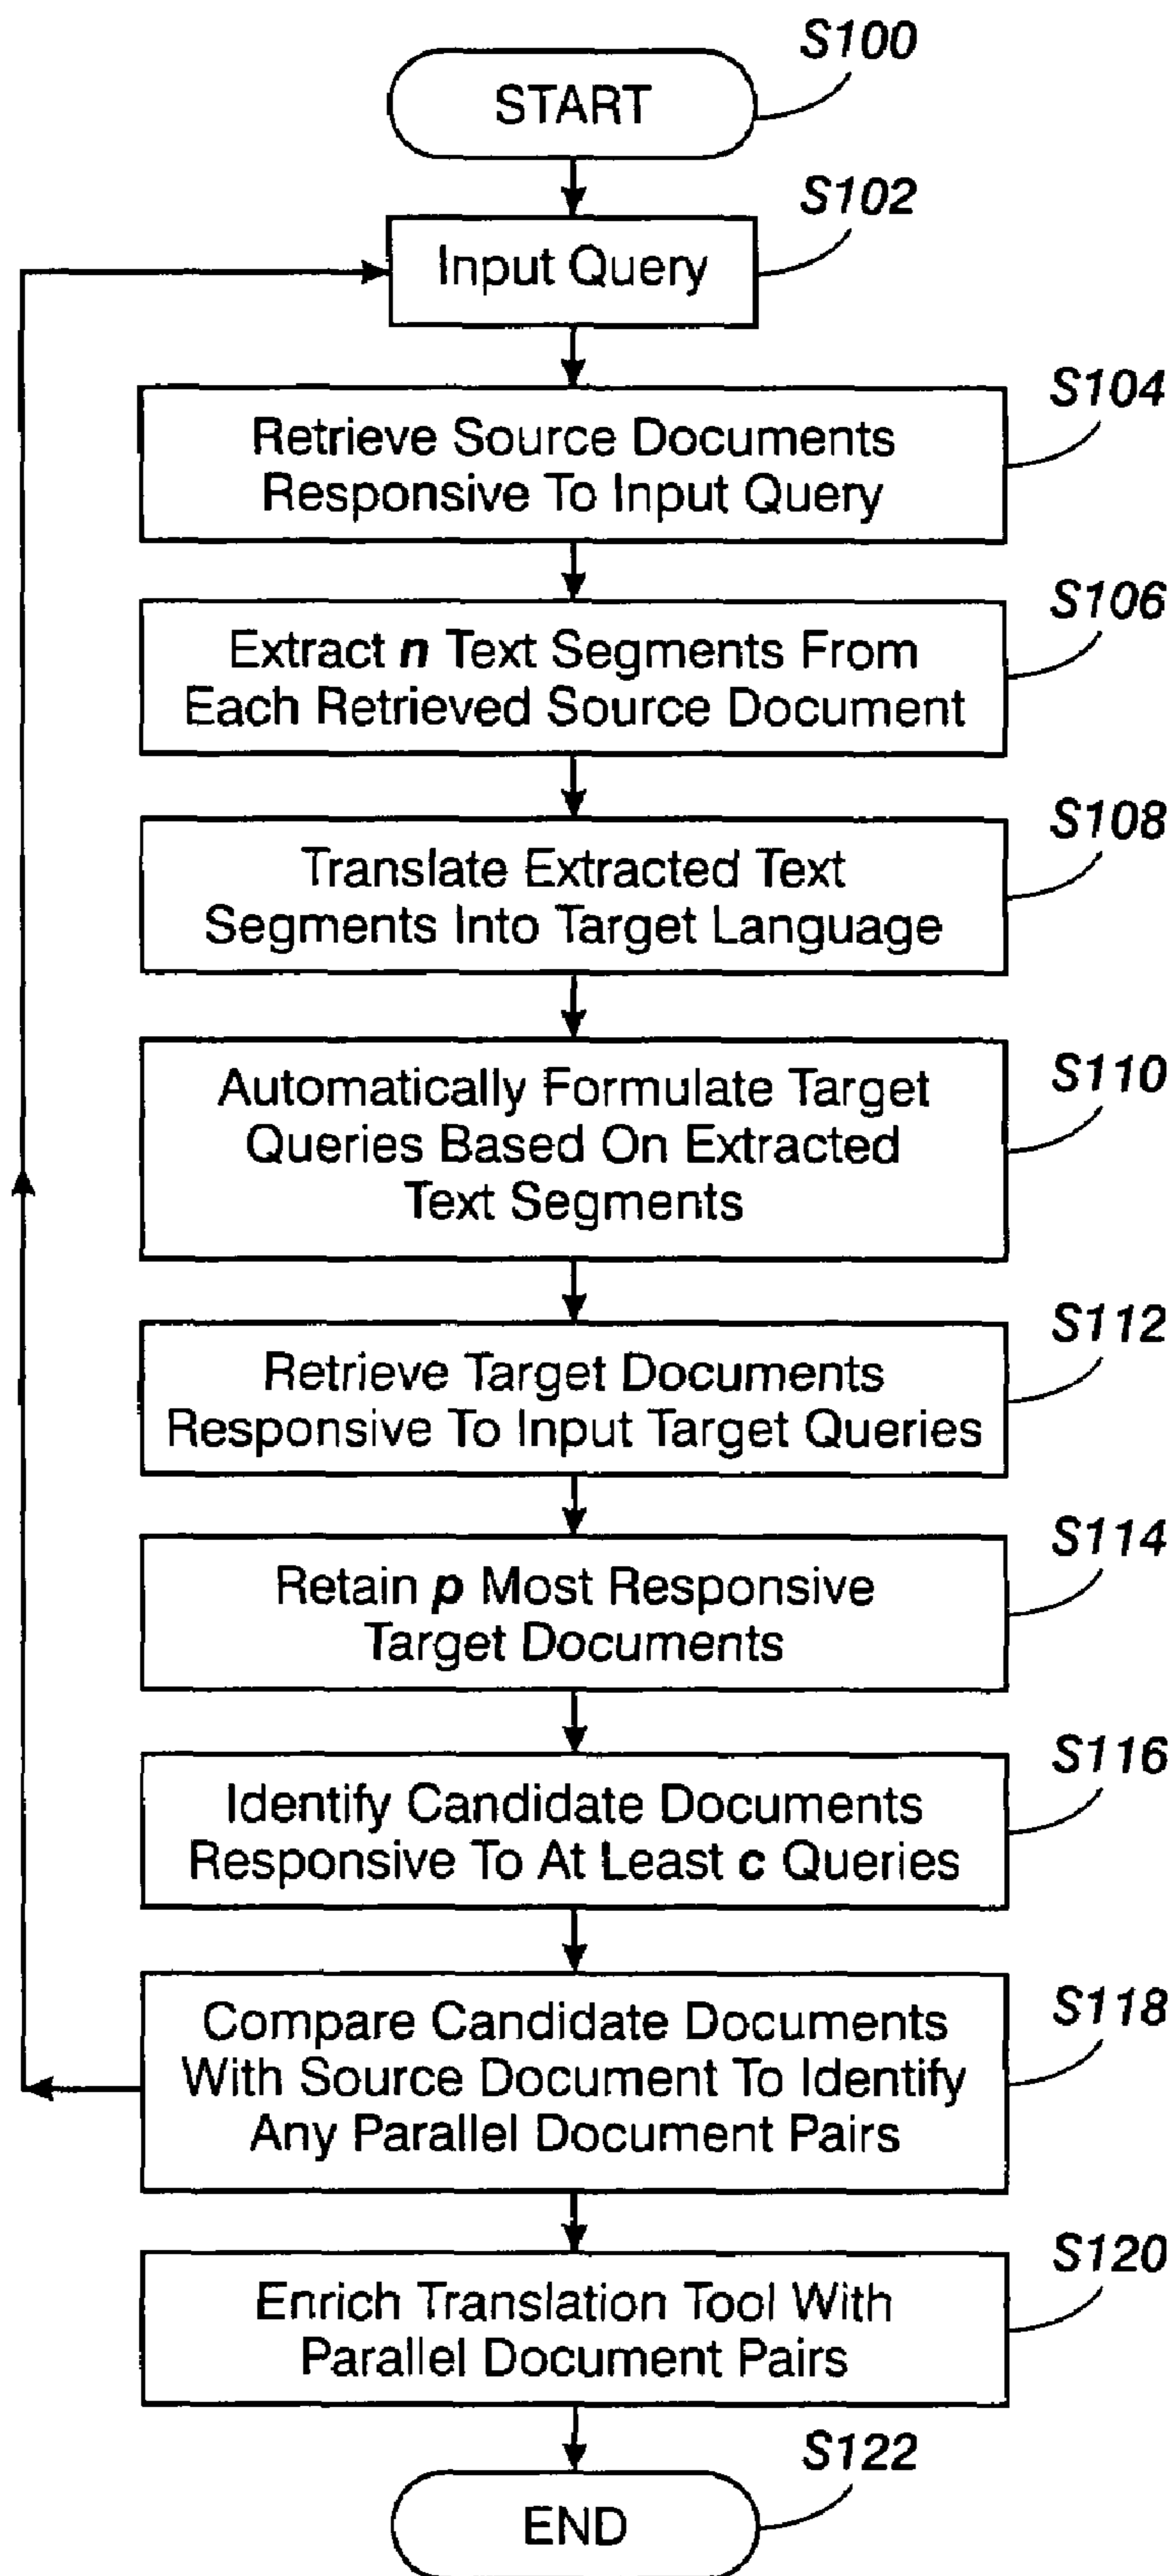 S100
START
S102
Input Query
S104
Retrieve Source Documents
Responsive To Input Query
S106
Extract n Text Segments From
Each Retrieved Source Document
S108
Translate Extracted Text
Segments Into Target Language
S110
Automatically Formulate Target
Queries Based On Extracted
Text Segments
S112
Retrieve Target Documents
Responsive To Input Target Queries
S114
Retain p Most Responsive
Target Documents
S116
Identify Candidate Documents
Responsive To At Least c Queries
S118
Compare Candidate Documents
With Source Document To Identify
Any Parallel Document Pairs
S120
Enrich Translation Tool With
Parallel Document Pairs
S122
END